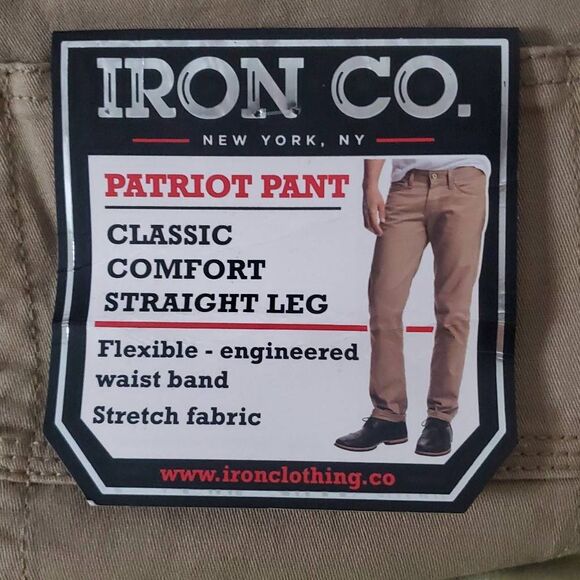 IRON CO.
NEW YORK, NY
PATRIOT PANT
CLASSIC
COMFORT
STRAIGHT LEG
Flexible - engineered
waist band
Stretch fabric
www.ironclothing.co